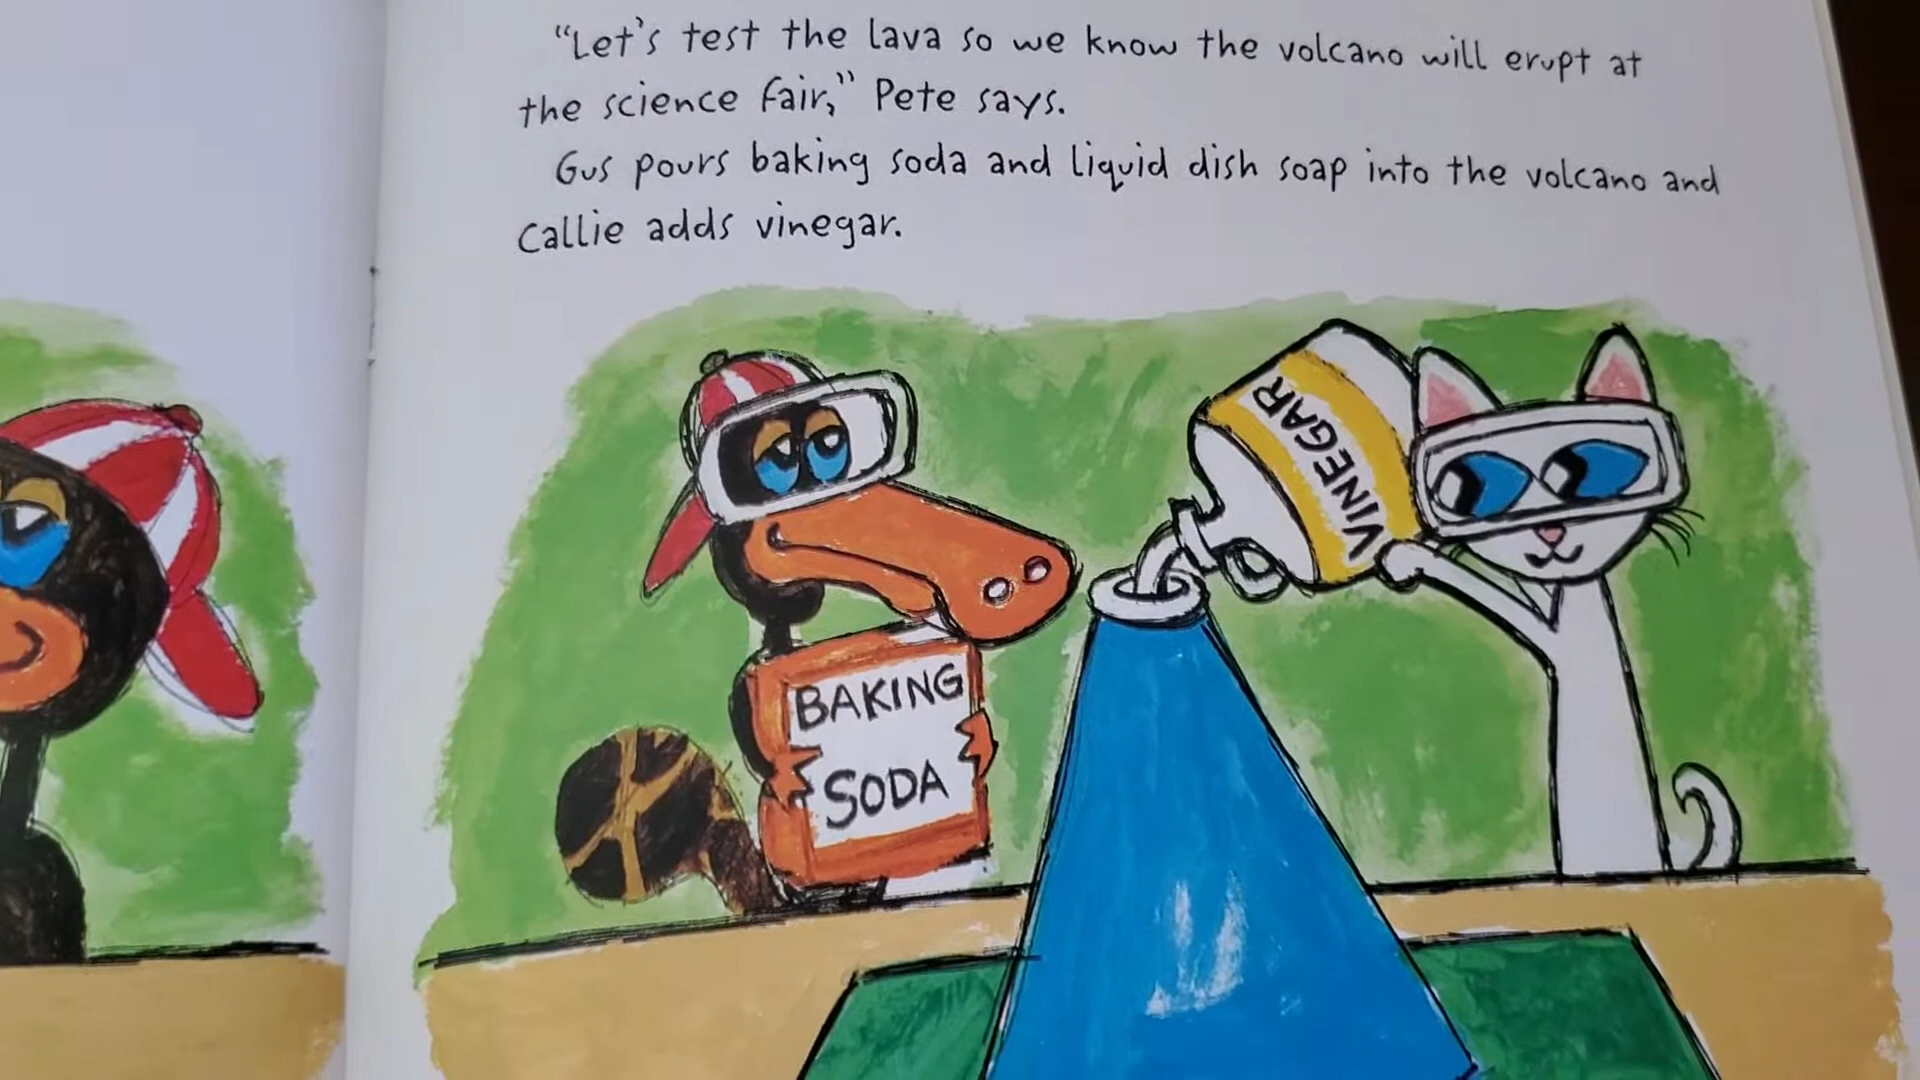 “Let's test the lava so we know the volcano will erupt at
the science fair,” Pete says.
Gus pours baking soda and liquid dish soap into the volcano and
Callie adds vinegar.
VINEGAR
BAKING
SODA